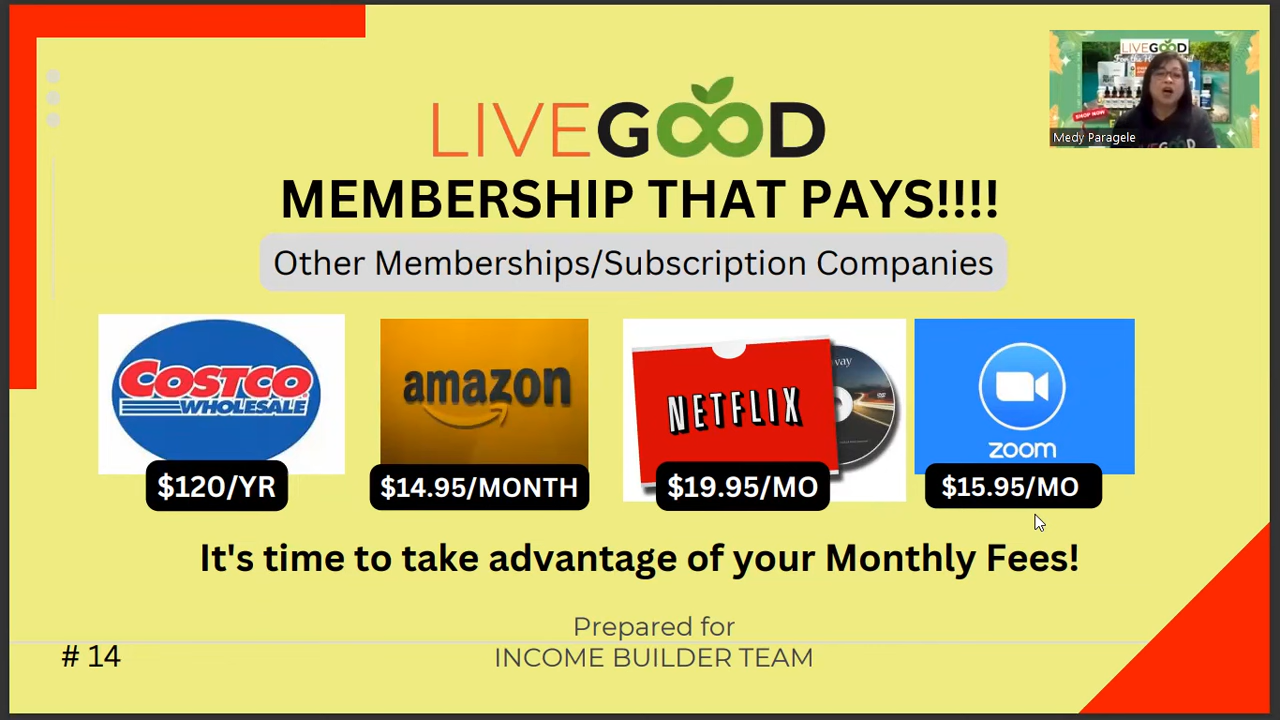 LIVEGOOD
MEMBERSHIP THAT PAYS!!!!
Other Memberships/Subscription Companies
COSTCO
WHOLESALE
$120/YR
amazon
$14.95/MONTH
NETFLIX
$19.95/MO
zoom
$15.95/MO
It's time to take advantage of your Monthly Fees!
Prepared for
INCOME BUILDER TEAM
# 14
LIVEGOOD
SHOP NOW
Medy Paragele